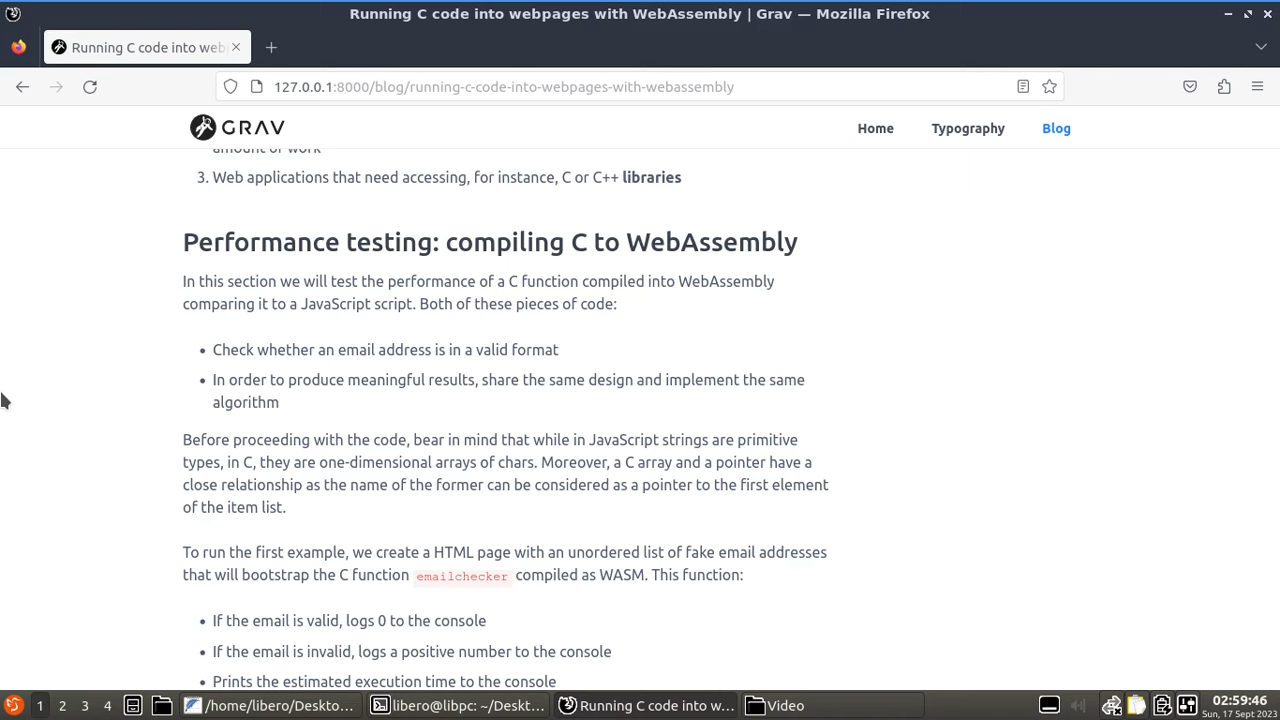 Running C code into webpages with WebAssembly | Grav — Mozilla Firefox
Running C code into web
127.0.0.1:8000/blog/running-c-code-into-webpages-with-webassembly
GRAV
Home Typography Blog
amount of work
3. Web applications that need accessing, for instance, C or C++ libraries
Performance testing: compiling C to WebAssembly
In this section we will test the performance of a C function compiled into WebAssembly
comparing it to a JavaScript script. Both of these pieces of code:
• Check whether an email address is in a valid format
• In order to produce meaningful results, share the same design and implement the same
algorithm
Before proceeding with the code, bear in mind that while in JavaScript strings are primitive
types, in C, they are one-dimensional arrays of chars. Moreover, a C array and a pointer have a
close relationship as the name of the former can be considered as a pointer to the first element
of the item list.
To run the first example, we create a HTML page with an unordered list of fake email addresses
that will bootstrap the C function emailchecker compiled as WASM. This function:
• If the email is valid, logs 0 to the console
• If the email is invalid, logs a positive number to the console
• Prints the estimated execution time to the console
1 2 3 4 /home/libero/Deskto... libero@libpc: ~/Deskt... Running C code into w... Video
02:59:46
Sun, 17 Sept 2023